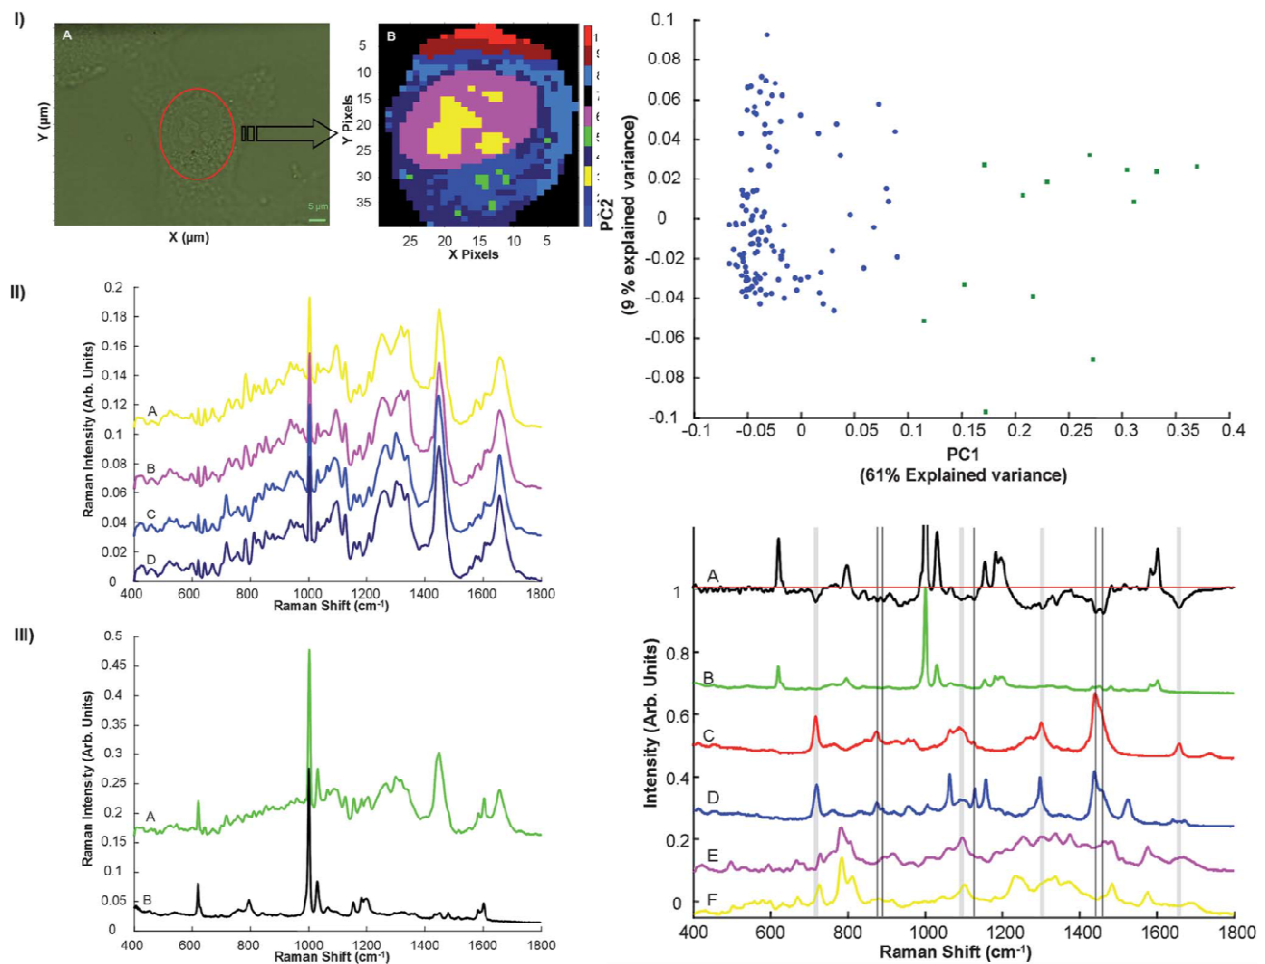 I)
A
Y (µm)
5 µm
X (µm)
B
5
10
15
20
25
30
35
Y Pixels
25 20 15 10 5
X Pixels
9
8
7
6
5
4
3
PC2
(9 % explained variance)
0.1
0.08
0.06
0.04
0.02
0
-0.02
-0.04
-0.06
-0.08
-0.1
-0.1 -0.05 0 0.05 0.1 0.15 0.2 0.25 0.3 0.35 0.4
PC1
(61% Explained variance)
II)
Raman Intensity (Arb. Units)
0.2
0.18
0.16
0.14
0.12
0.1
0.08
0.06
0.04
0.02
0
A
B
C
D
400 600 800 1000 1200 1400 1600 1800
Raman Shift (cm-1)
III)
Raman Intensity (Arb. Units)
0.5
0.45
0.4
0.35
0.3
0.25
0.2
0.15
0.1
0.05
0
A
B
400 600 800 1000 1200 1400 1600 1800
Raman Shift (cm-1)
Intensity (Arb. Units)
1
0.8
0.6
0.4
0.2
0
A
B
C
D
E
F
400 600 800 1000 1200 1400 1600 1800
Raman Shift (cm-1)